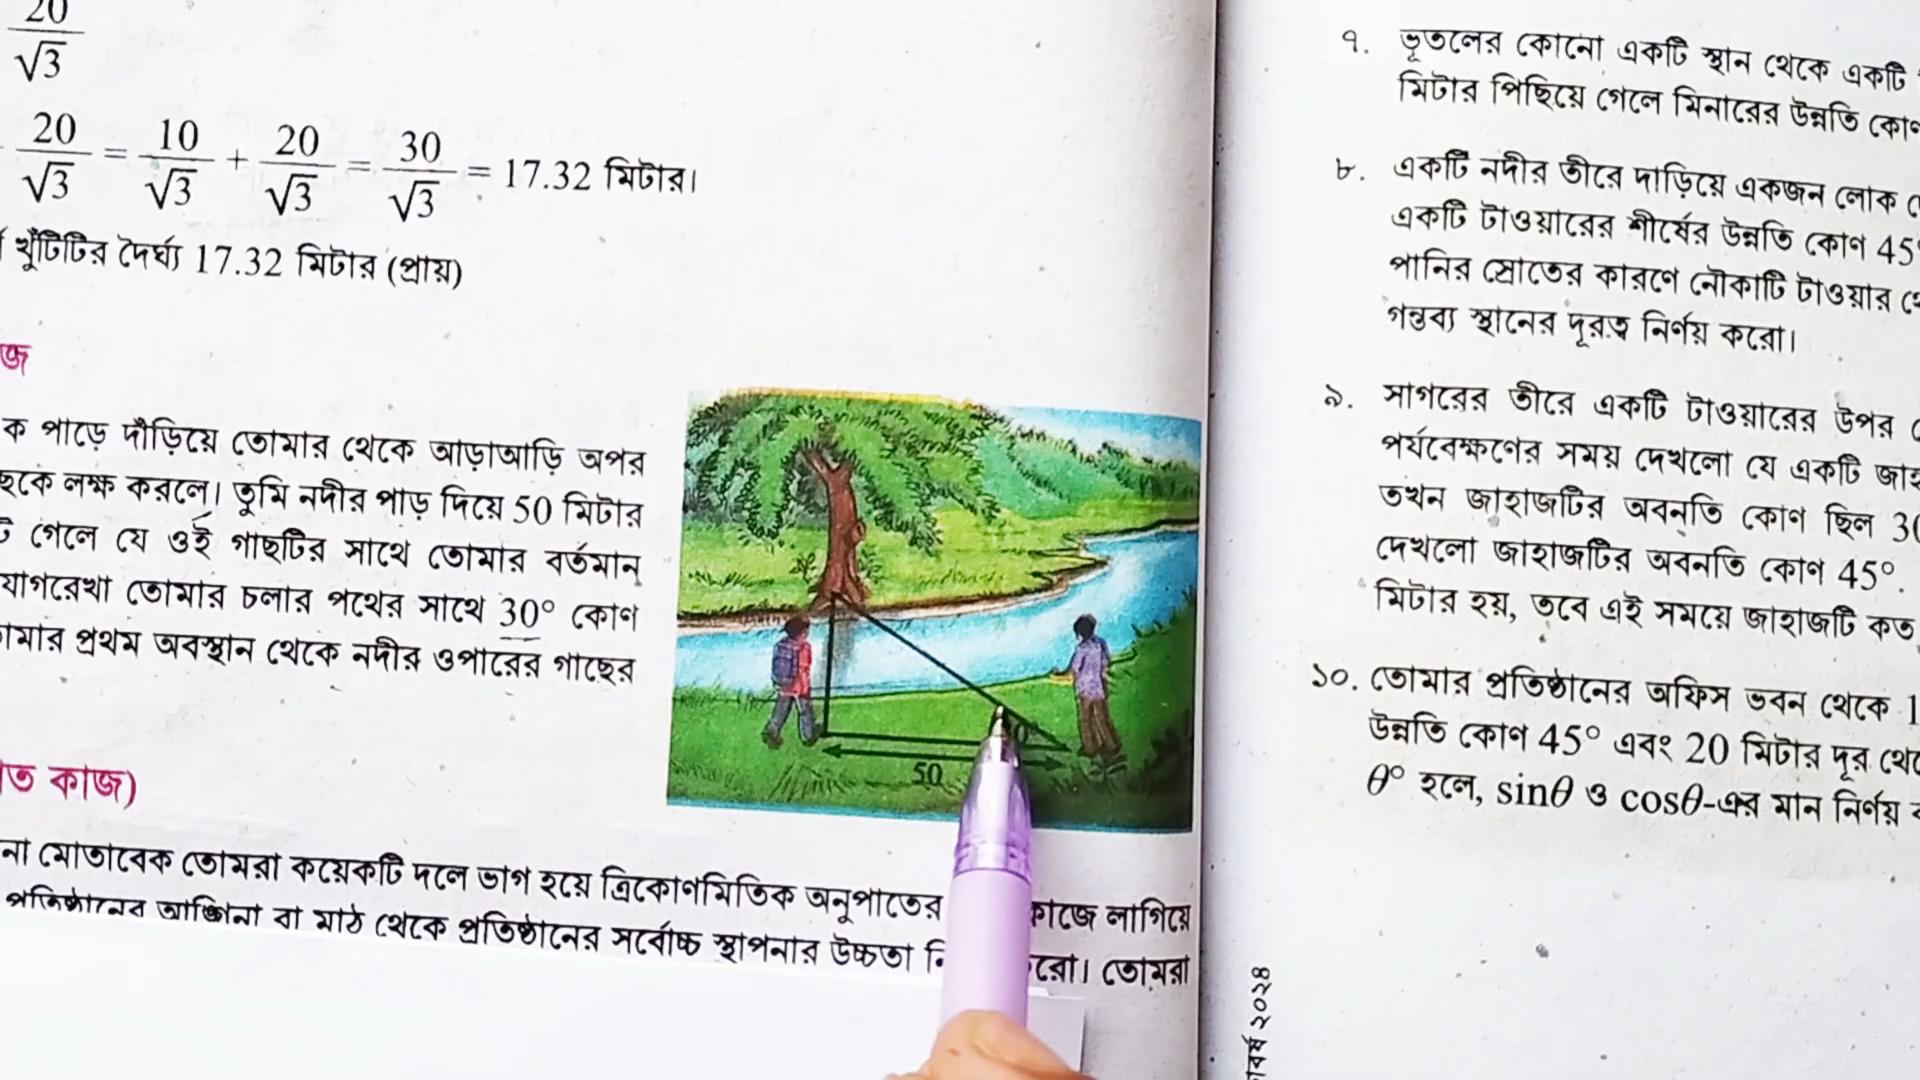 20
√3
20/√3 = 10/√3 + 20/√3 = 30/√3 = 17.32 মিটার।
খুঁটিটির দৈর্ঘ্য 17.32 মিটার (প্রায়)
জ
ক পাড়ে দাঁড়িয়ে তোমার থেকে আড়াআড়ি অপর
ছকে লক্ষ করলে। তুমি নদীর পাড় দিয়ে 50 মিটার
গেলে যে ওই গাছটির সাথে তোমার বর্তমান
যাগরেখা তোমার চলার পথের সাথে 30° কোণ
প্রথম অবস্থান থেকে নদীর ওপারের গাছের
50
ত কাজ)
না মোতাবেক তোমরা কয়েকটি দলে ভাগ হয়ে ত্রিকোণমিতিক অনুপাতের কাজে লাগিয়ে
প্রতিষ্ঠানের আঙ্গিনা বা মাঠ থেকে প্রতিষ্ঠানের সর্বোচ্চ স্থাপনার উচ্চতা করো। তোমরা
৭. ভূতলের কোনো একটি স্থান থেকে একটি
মিটার পিছিয়ে গেলে মিনারের উন্নতি কোণ
৮. একটি নদীর তীরে দাড়িয়ে একজন লোক
একটি টাওয়ারের শীর্ষের উন্নতি কোণ 45°
পানির স্রোতের কারণে নৌকাটি টাওয়ার
গন্তব্য স্থানের দূরত্ব নির্ণয় করো।
৯. সাগরের তীরে একটি টাওয়ারের উপর
পর্যবেক্ষণের সময় দেখলো যে একটি জাহ
তখন জাহাজটির অবনতি কোণ ছিল 30
দেখলো জাহাজটির অবনতি কোণ 45°.
মিটার হয়, তবে এই সময়ে জাহাজটি কত
১০. তোমার প্রতিষ্ঠানের অফিস ভবন থেকে 1
উন্নতি কোণ 45° এবং 20 মিটার দূর থে
θ° হলে, sinθ ও cosθ-এর মান নির্ণয়
বর্ষ ২০২৪